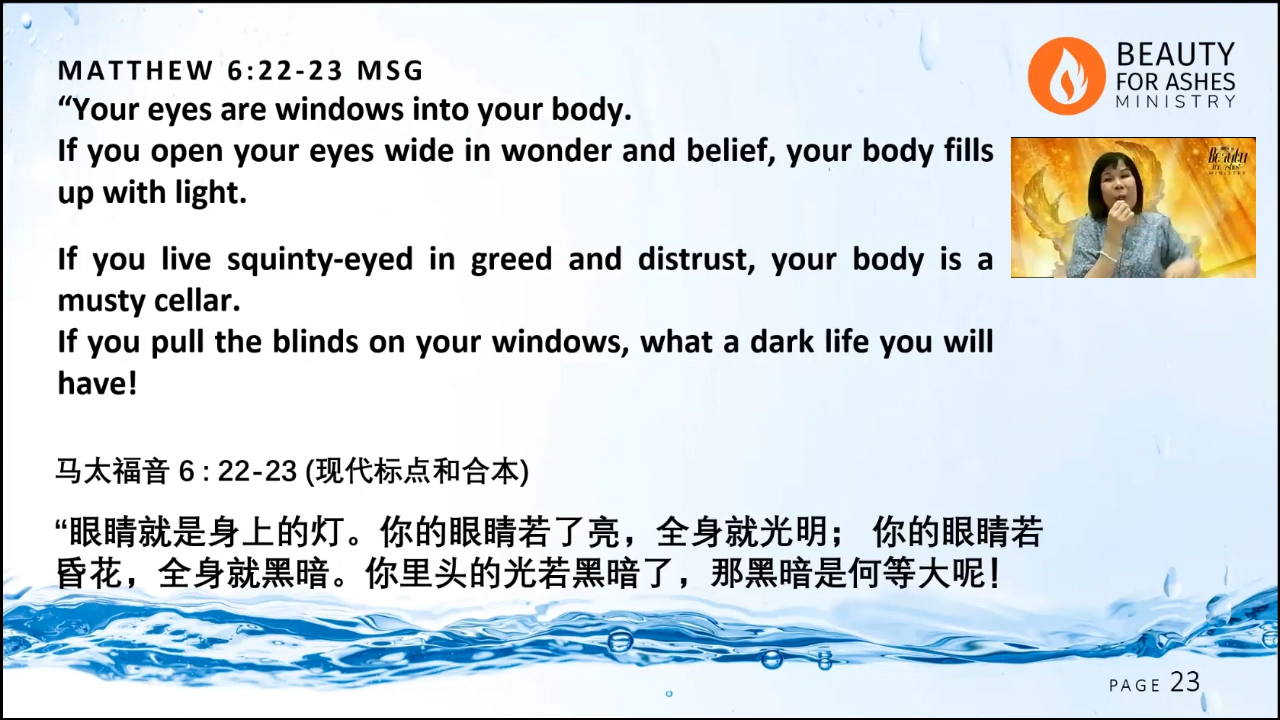 MATTHEW 6:22-23 MSG
“Your eyes are windows into your body.
If you open your eyes wide in wonder and belief, your body fills
up with light.
If you live squinty-eyed in greed and distrust, your body is a
musty cellar.
If you pull the blinds on your windows, what a dark life you will
have!
马太福音 6 : 22-23 (现代标点和合本)
“眼睛就是身上的灯。你的眼睛若了亮，全身就光明； 你的眼睛若
昏花，全身就黑暗。你里头的光若黑暗了，那黑暗是何等大呢！
BEAUTY
FOR ASHES
MINISTRY
Beauty
for ashes
MINISTRY
PAGE 23